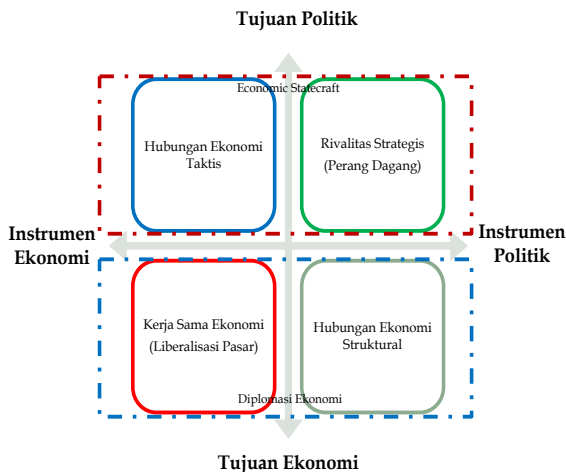 Tujuan Politik
Economic Statecraft
Hubungan Ekonomi
Taktis
Rivalitas Strategis
(Perang Dagang)
Instrumen
Ekonomi
Instrumen
Politik
Kerja Sama Ekonomi
(Liberalisasi Pasar)
Hubungan Ekonomi
Struktural
Diplomasi Ekonomi
Tujuan Ekonomi